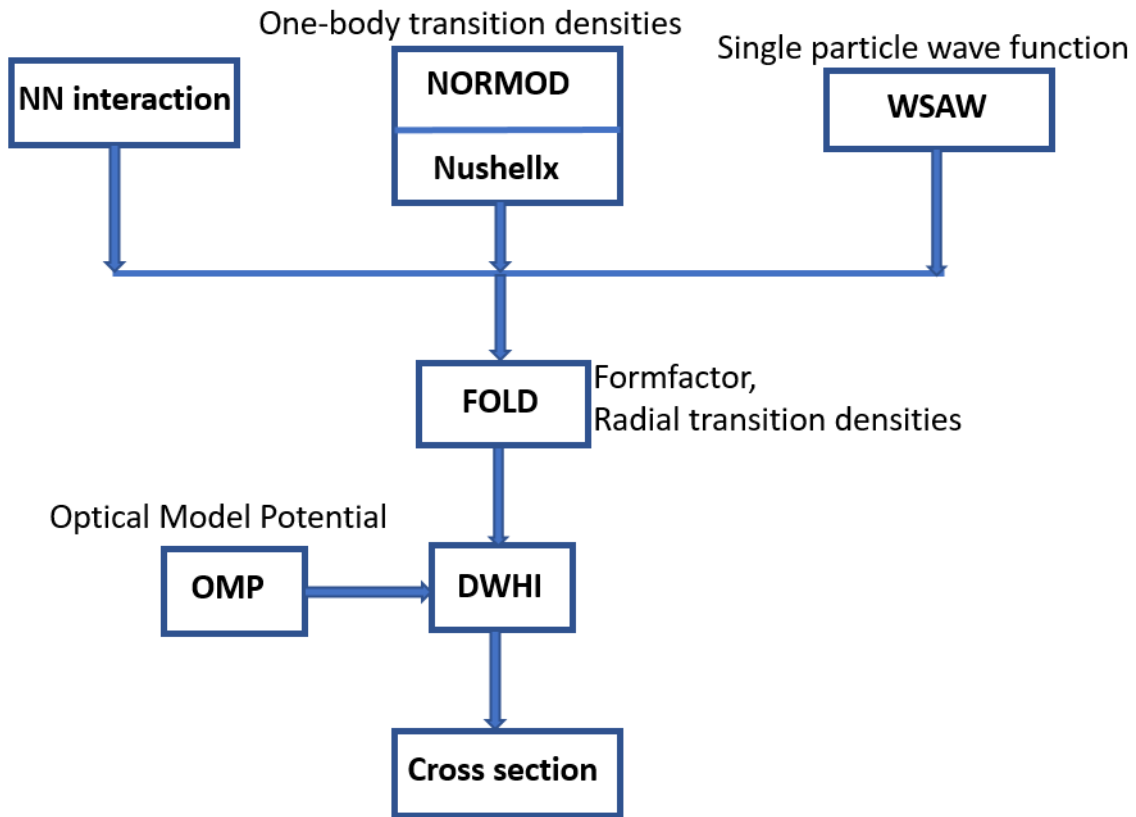 One-body transition densities
Single particle wave function
NN interaction
NORMOD
WSAW
Nushellx
FOLD
Formfactor,
Radial transition densities
Optical Model Potential
OMP
DWHI
Cross section